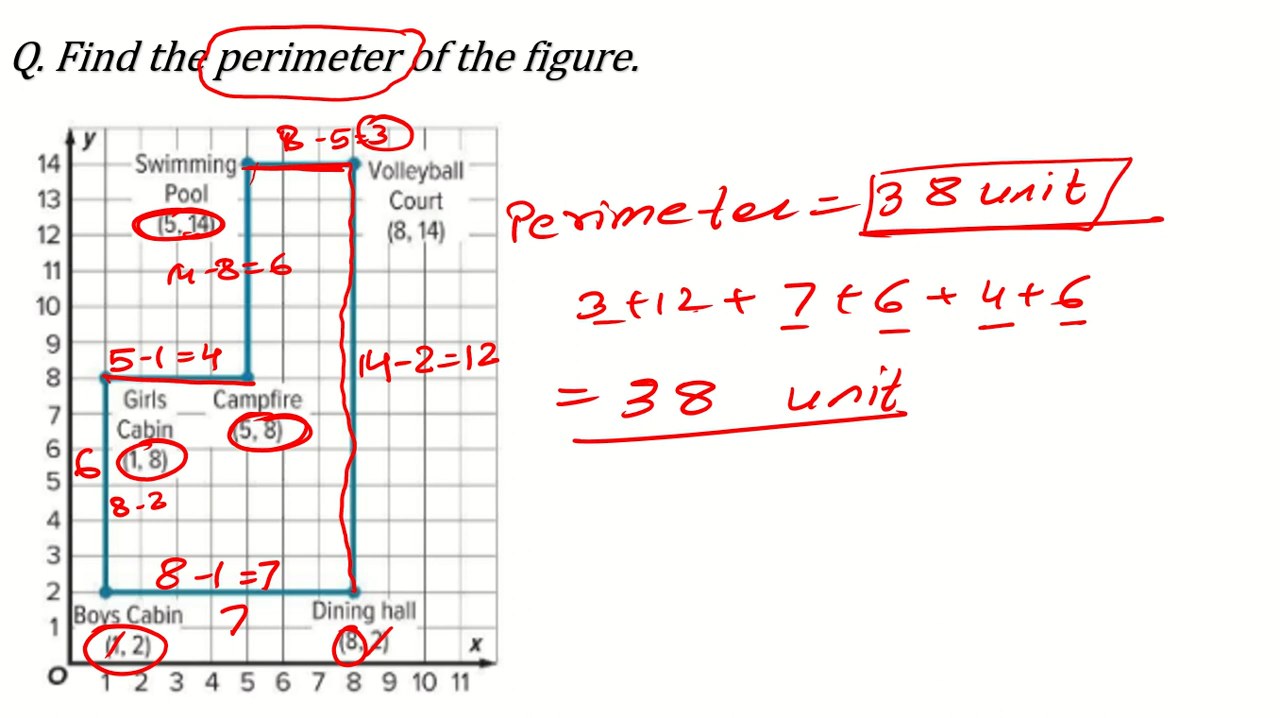 Q. Find the perimeter of the figure.
y
8 - 5 = 3
14
13
12
11
10
9
8
7
6
5
4
3
2
1
O
1 2 3 4 5 6 7 8 9 10 11
x
Swimming
Pool
(5, 14)
Volleyball
Court
(8, 14)
14 - 8 = 6
5 - 1 = 4
14 - 2 = 12
Girls
Cabin
(1, 8)
Campfire
(5, 8)
6
8 - 2
8 - 1 = 7
7
Boys Cabin
(1, 2)
Dining hall
(8, 2)
Perimeter = 38 unit
3 + 12 + 7 + 6 + 4 + 6
= 38 unit